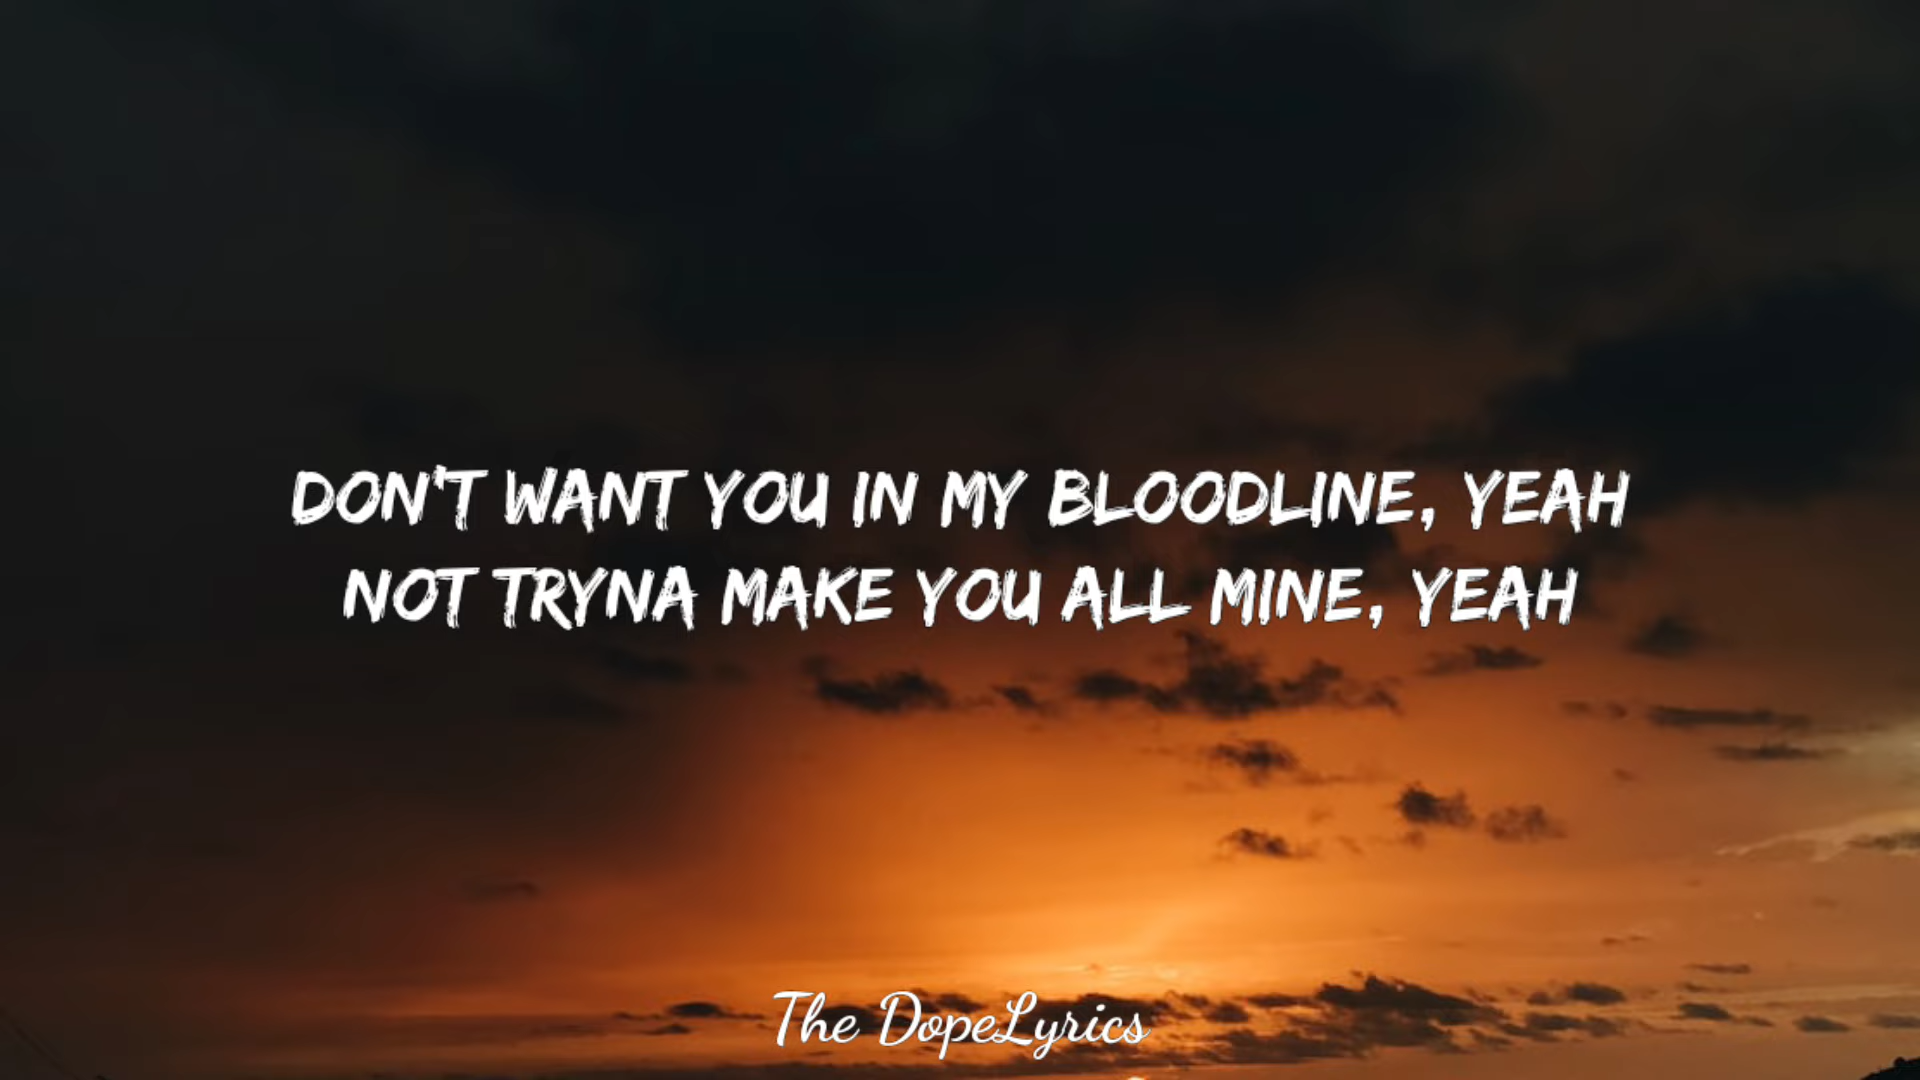 DON'T WANT YOU IN MY BLOODLINE, YEAH
NOT TRYNA MAKE YOU ALL MINE, YEAH
The DopeLyrics